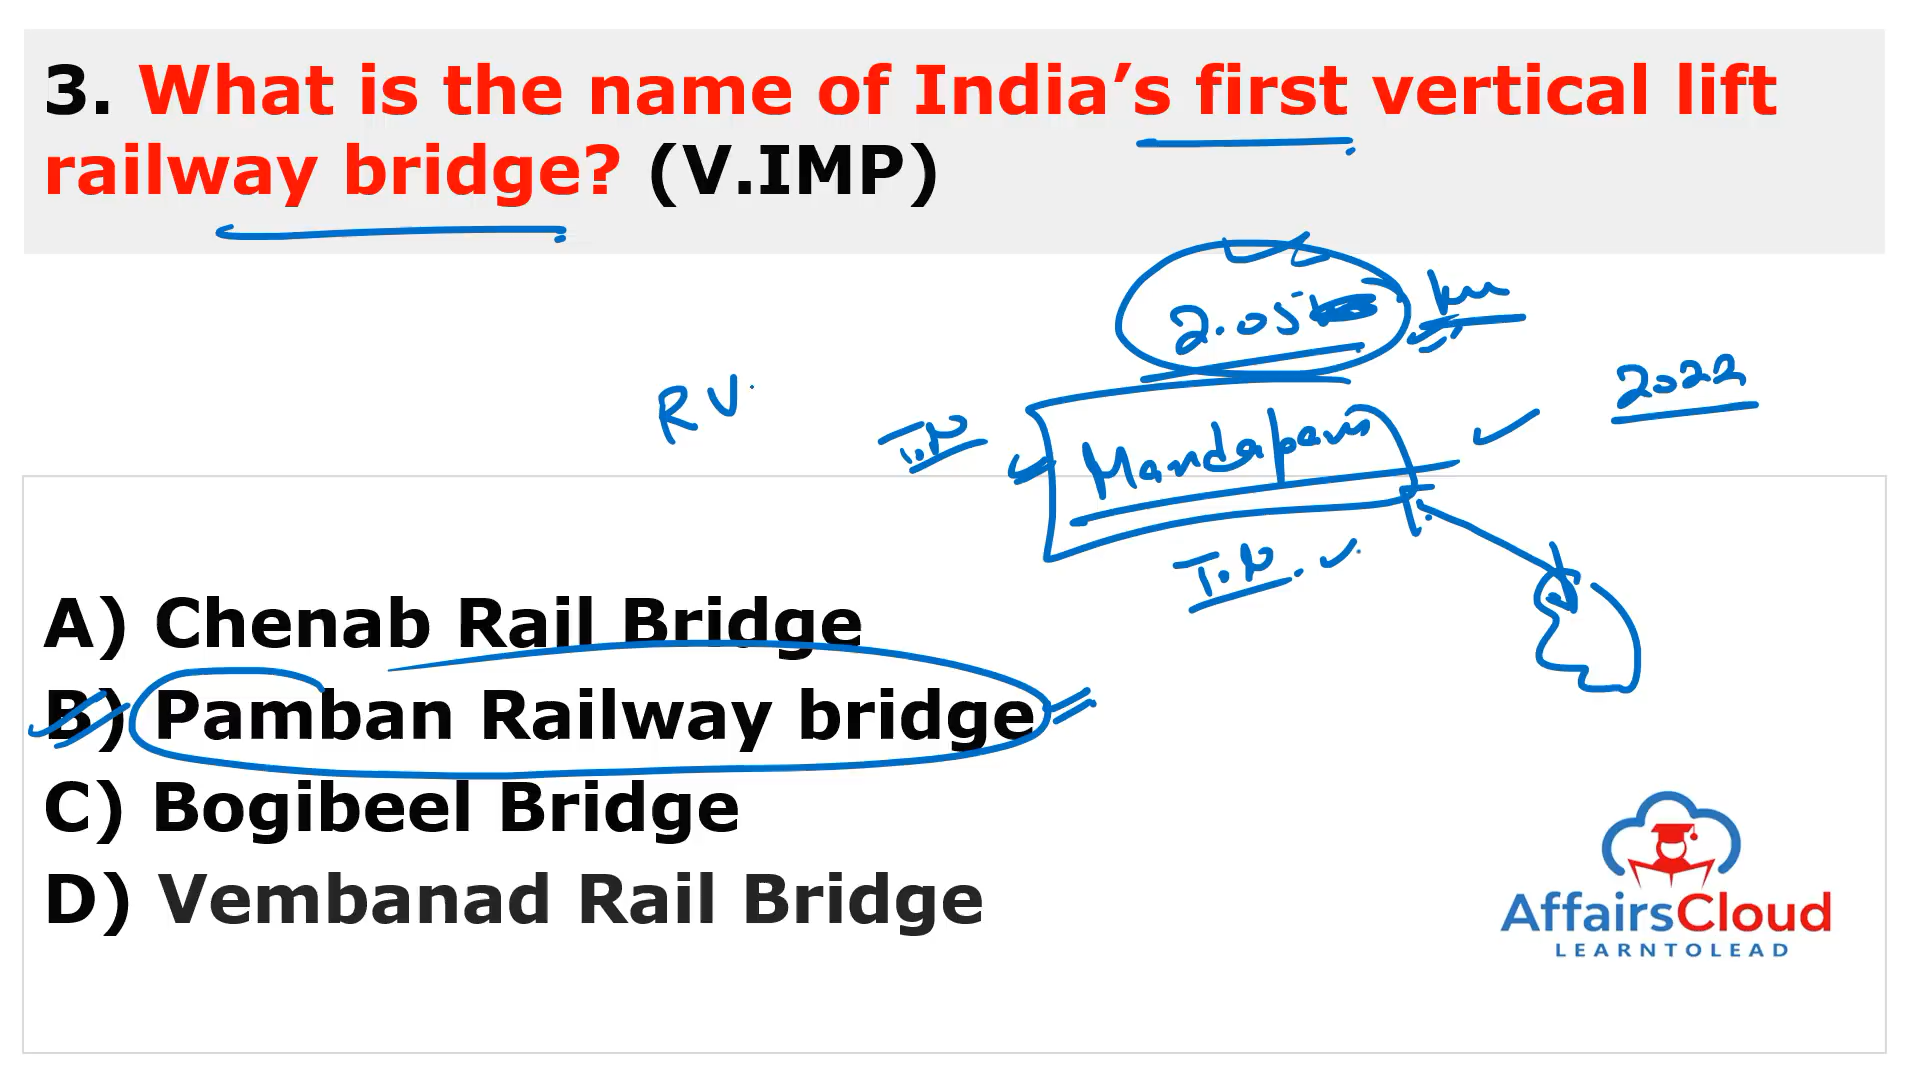 3. What is the name of India’s first vertical lift
railway bridge? (V.IMP)
2.05 km
2022
R V
T.N
Mandapam
T.N.
A) Chenab Rail Bridge
B) Pamban Railway bridge
C) Bogibeel Bridge
D) Vembanad Rail Bridge
AffairsCloud
LEARNTOLEAD